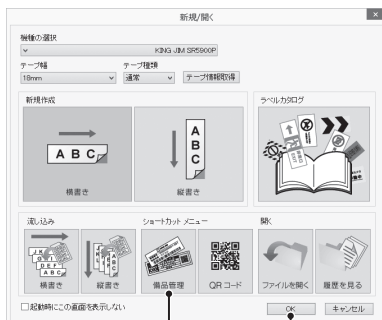 新規/開く
機種の選択
KING JIM SR5900P
テープ幅
テープ種類
18mm
通常
テープ情報取得
新規作成
ラベルカタログ
A B C
A
B
C
横書き
縦書き
流し込み
ショートカット メニュー
開く
横書き
縦書き
備品管理
QR コード
ファイルを開く
履歴を見る
起動時にこの画面を表示しない
OK
キャンセル